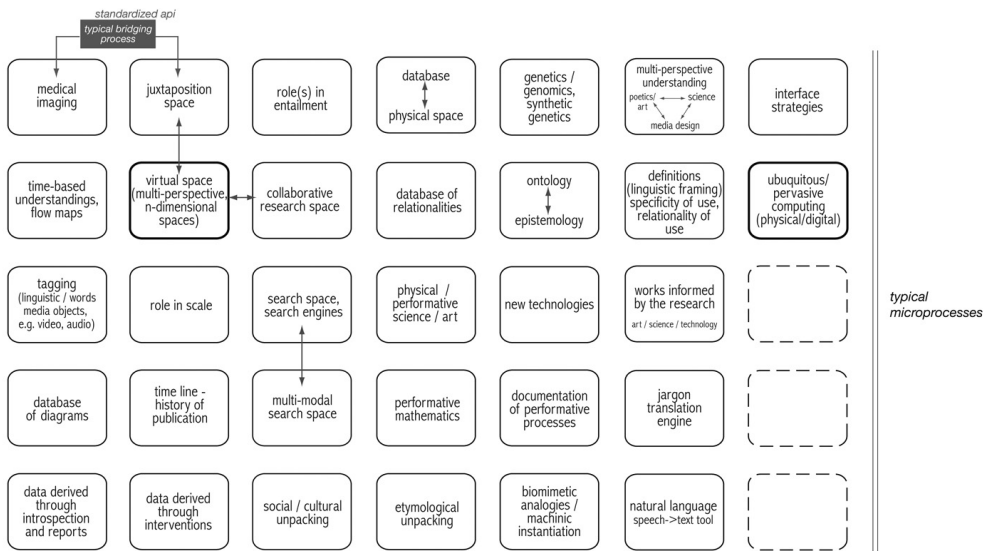 standardized api
typical bridging
process
medical
imaging
juxtaposition
space
role(s) in
entailment
database
physical space
genetics /
genomics,
synthetic
genetics
multi-perspective
understanding
poetics/
art
science
media design
interface
strategies
time-based
understandings,
flow maps
virtual space
(multi-perspective,
n-dimensional
spaces)
collaborative
research space
database of
relationalities
ontology
epistemology
definitions
(linguistic framing)
specificity of use,
relationality of
use
ubuquitous/
pervasive
computing
(physical/digital)
tagging
(linguistic / words
media objects,
e.g. video, audio)
role in scale
search space,
search engines
physical /
performative
science / art
new technologies
works informed
by the research
art / science / technology
typical
microprocesses
database
of diagrams
time line -
history of
publication
multi-modal
search space
performative
mathematics
documentation
of performative
processes
jargon
translation
engine
data derived
through
introspection
and reports
data derived
through
interventions
social / cultural
unpacking
etymological
unpacking
biomimetic
analogies /
machinic
instantiation
natural language
speech->text tool